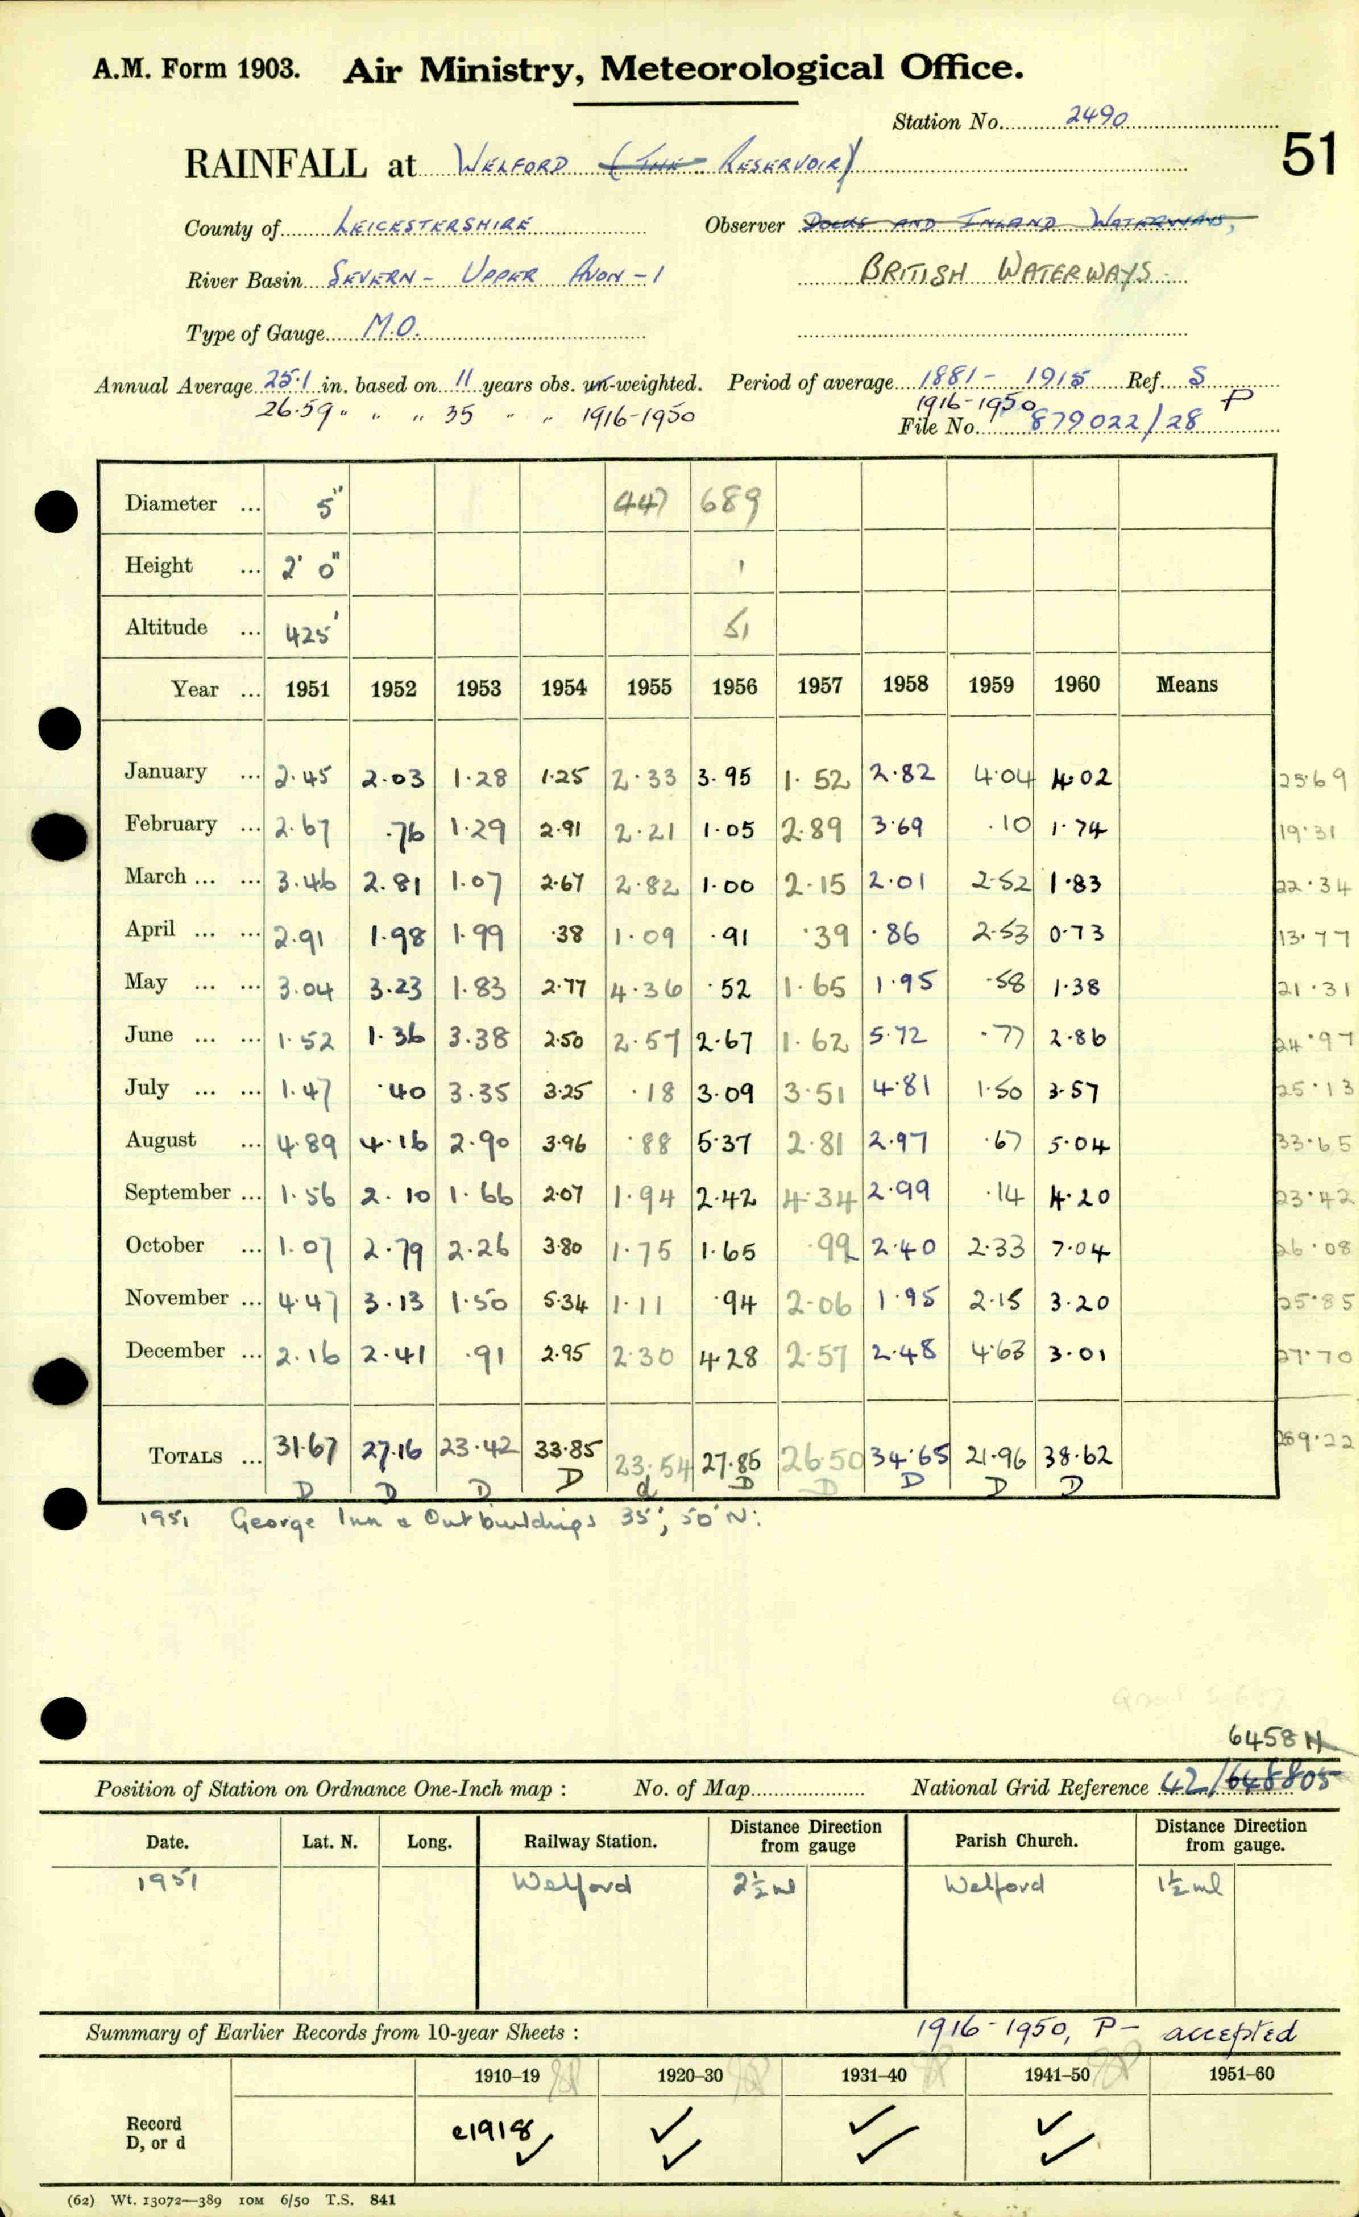 A.M. Form 1903. Air Ministry, Meteorological Office.
Station No. 2490
51
RAINFALL at WELFORD (THE RESERVOIR)
County of LEICESTERSHIRE Observer DOCKS AND INLAND WATERWAYS,
River Basin SEVERN - UPPER AVON - 1 BRITISH WATERWAYS
Type of Gauge M.O.
Annual Average 25.1 in. based on 11 years obs. un-weighted. Period of average 1881 - 1915 Ref. S
26.59 " " " 35 " " 1916-1950 1916-1950 P
File No. 879022/28
Diameter ... 5" 447 689
Height ... 2' 0" 1
Altitude ... 425' 51
Year ... 1951 1952 1953 1954 1955 1956 1957 1958 1959 1960 Means
January ... 2.45 2.03 1.28 1.25 2.33 3.95 1.52 2.82 4.04 4.02 25.69
February ... 2.67 .76 1.29 2.91 2.21 1.05 2.89 3.69 .10 1.74 19.31
March ... ... 3.46 2.81 1.07 2.67 2.82 1.00 2.15 2.01 2.52 1.83 22.34
April ... ... 2.91 1.98 1.99 .38 1.09 .91 .39 .86 2.53 0.73 13.77
May ... ... 3.04 3.23 1.83 2.77 4.36 .52 1.65 1.95 .58 1.38 21.31
June ... ... 1.52 1.36 3.38 2.50 2.57 2.67 1.62 5.72 .77 2.86 24.97
July ... ... 1.47 .40 3.35 3.25 .18 3.09 3.51 4.81 1.50 3.57 25.13
August ... 4.89 4.16 2.90 3.96 .88 5.37 2.81 2.97 .67 5.04 33.65
September ... 1.56 2.10 1.66 2.07 1.94 2.42 4.34 2.99 .14 4.20 23.42
October ... 1.07 2.79 2.26 3.80 1.75 1.65 .99 2.40 2.33 7.04 26.08
November ... 4.47 3.13 1.50 5.34 1.11 .94 2.06 1.95 2.15 3.20 25.85
December ... 2.16 2.41 .91 2.95 2.30 4.28 2.57 2.48 4.63 3.01 27.70
TOTALS ... 31.67 27.16 23.42 33.85 23.54 27.85 26.50 34.65 21.96 38.62 289.22
D D D D d D D D D D
1951 George Inn & Outbuildings 35', 50' N:
6458 H
Position of Station on Ordnance One-Inch map : No. of Map National Grid Reference 42/648805
Date. Lat. N. Long. Railway Station. Distance Direction from gauge Parish Church. Distance Direction from gauge.
1951 Welford 2½ ml Welford 1½ ml
Summary of Earlier Records from 10-year Sheets : 1916-1950, P - accepted
1910–19 1920–30 1931–40 1941–50 1951–60
Record D, or d c1918 ✓ ✓ ✓ ✓ ✓ ✓ ✓
(62) Wt. 13072—389 10M 6/50 T.S. 841